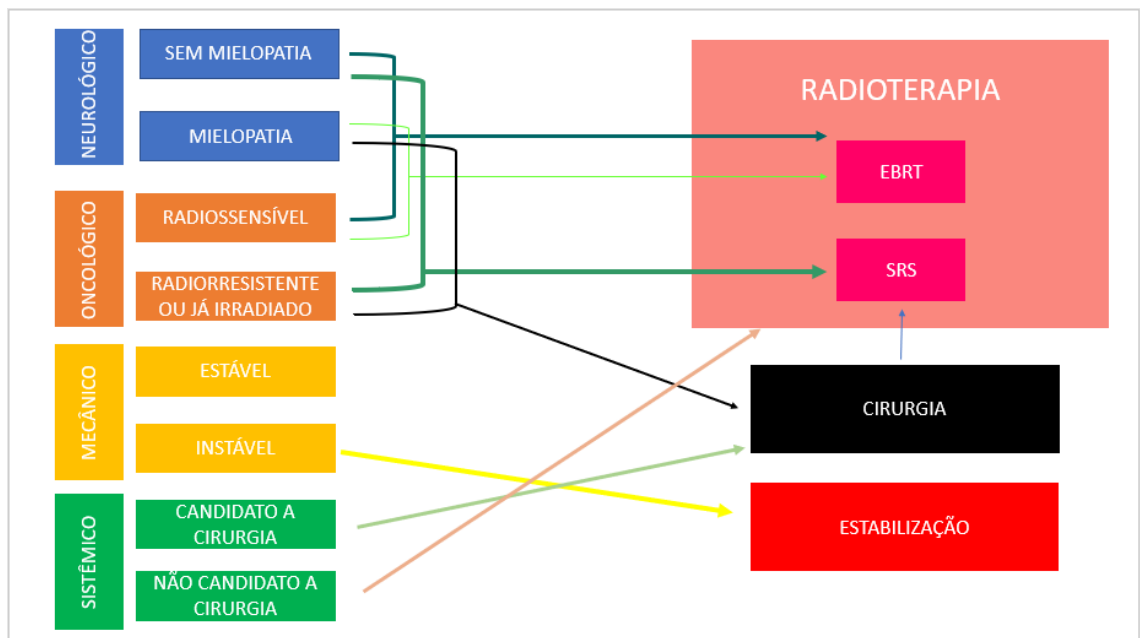 NEUROLÓGICO
SEM MIELOPATIA
MIELOPATIA
ONCOLÓGICO
RADIOSSENSÍVEL
RADIORRESISTENTE
OU JÁ IRRADIADO
MECÂNICO
ESTÁVEL
INSTÁVEL
SISTÊMICO
CANDIDATO A
CIRURGIA
NÃO CANDIDATO A
CIRURGIA
RADIOTERAPIA
EBRT
SRS
CIRURGIA
ESTABILIZAÇÃO